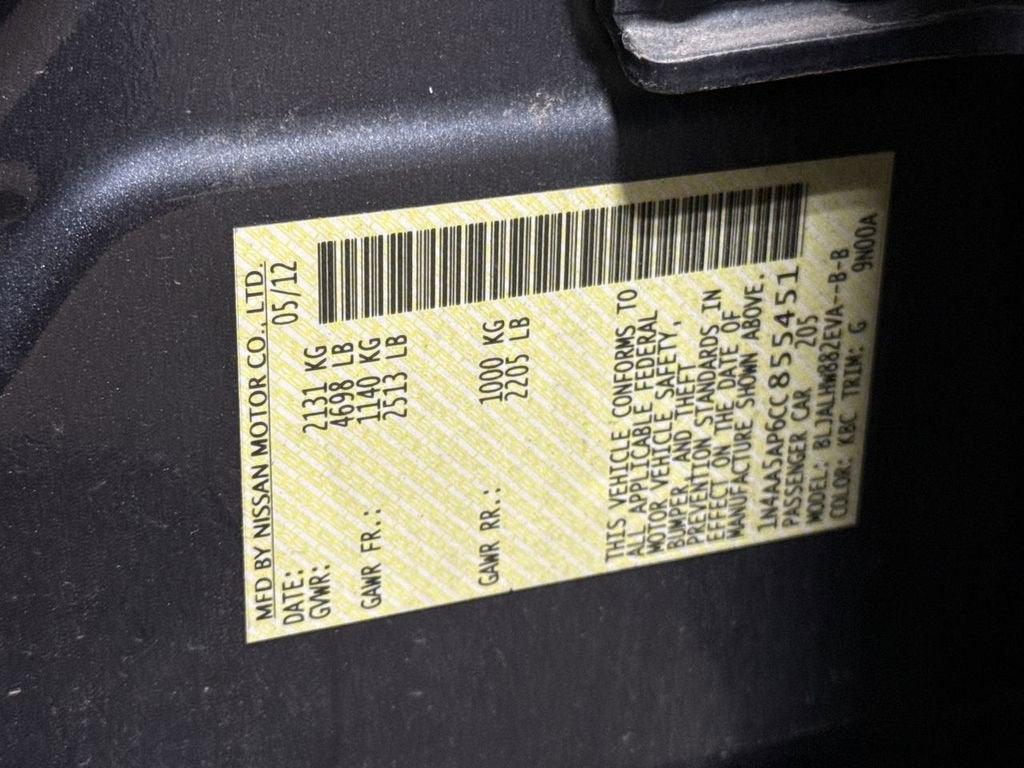 MFD BY NISSAN MOTOR CO., LTD.
DATE: 05/12
GVWR: 2131 KG
4698 LB
GAWR FR.: 1140 KG
2513 LB
GAWR RR.: 1000 KG
2205 LB
THIS VEHICLE CONFORMS TO
ALL APPLICABLE FEDERAL
MOTOR VEHICLE SAFETY,
BUMPER, AND THEFT
PREVENTION STANDARDS IN
EFFECT ON THE DATE OF
MANUFACTURE SHOWN ABOVE.
1N4AA5AP6CC855451
PASSENGER CAR 205
MODEL: BLJALHW882EVA--B-B
COLOR: KBC TRIM: G 9N00A